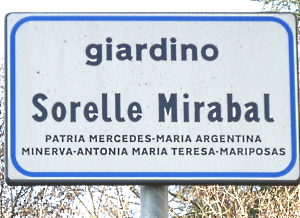 giardino
Sorelle Mirabal
PATRIA MERCEDES-MARIA ARGENTINA
MINERVA-ANTONIA MARIA TERESA-MARIPOSAS